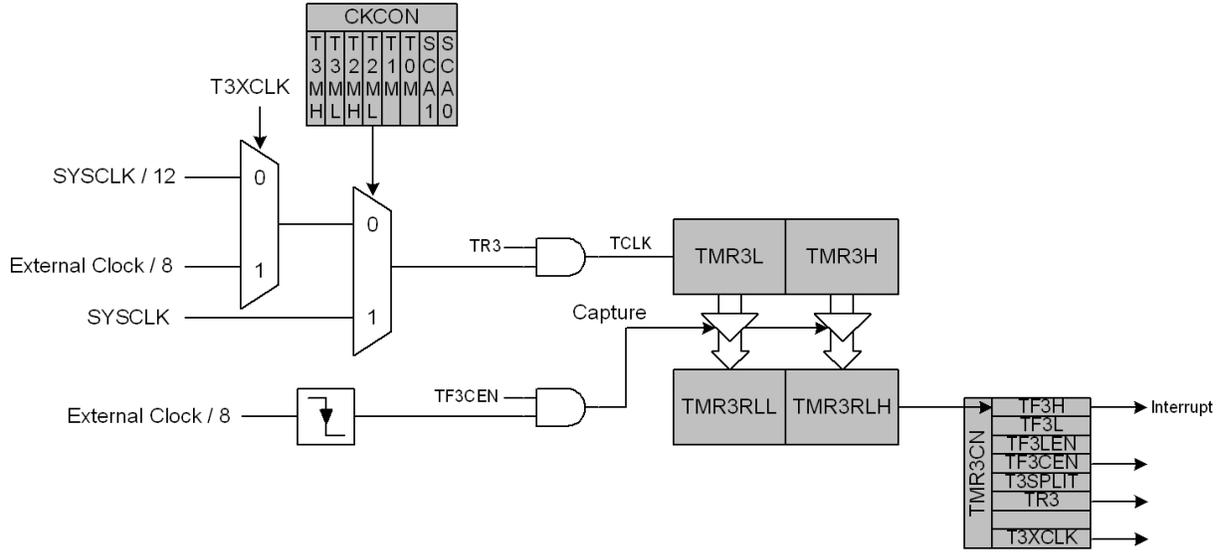 CKCON
T3MH T3ML T2MH T2ML T1M T0M SCA1 SCA0
T3XCLK
SYSCLK / 12
0
0
External Clock / 8
1
SYSCLK
1
TR3
TCLK
TMR3L TMR3H
Capture
External Clock / 8
TF3CEN
TMR3RLL TMR3RLH
TMR3CN
TF3H
Interrupt
TF3L
TF3LEN
TF3CEN
T3SPLIT
TR3
T3XCLK